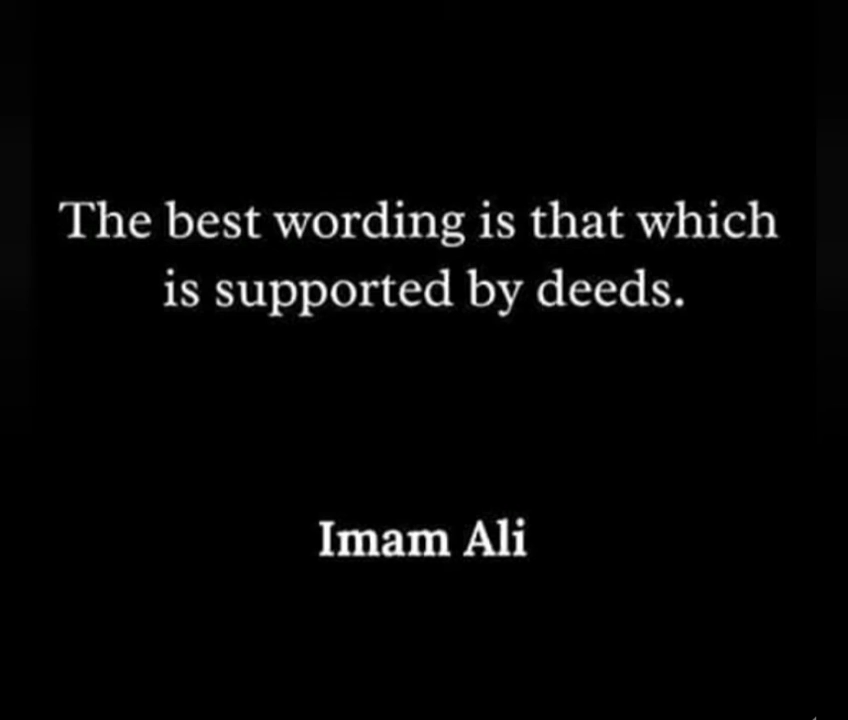 The best wording is that which
is supported by deeds.
Imam Ali